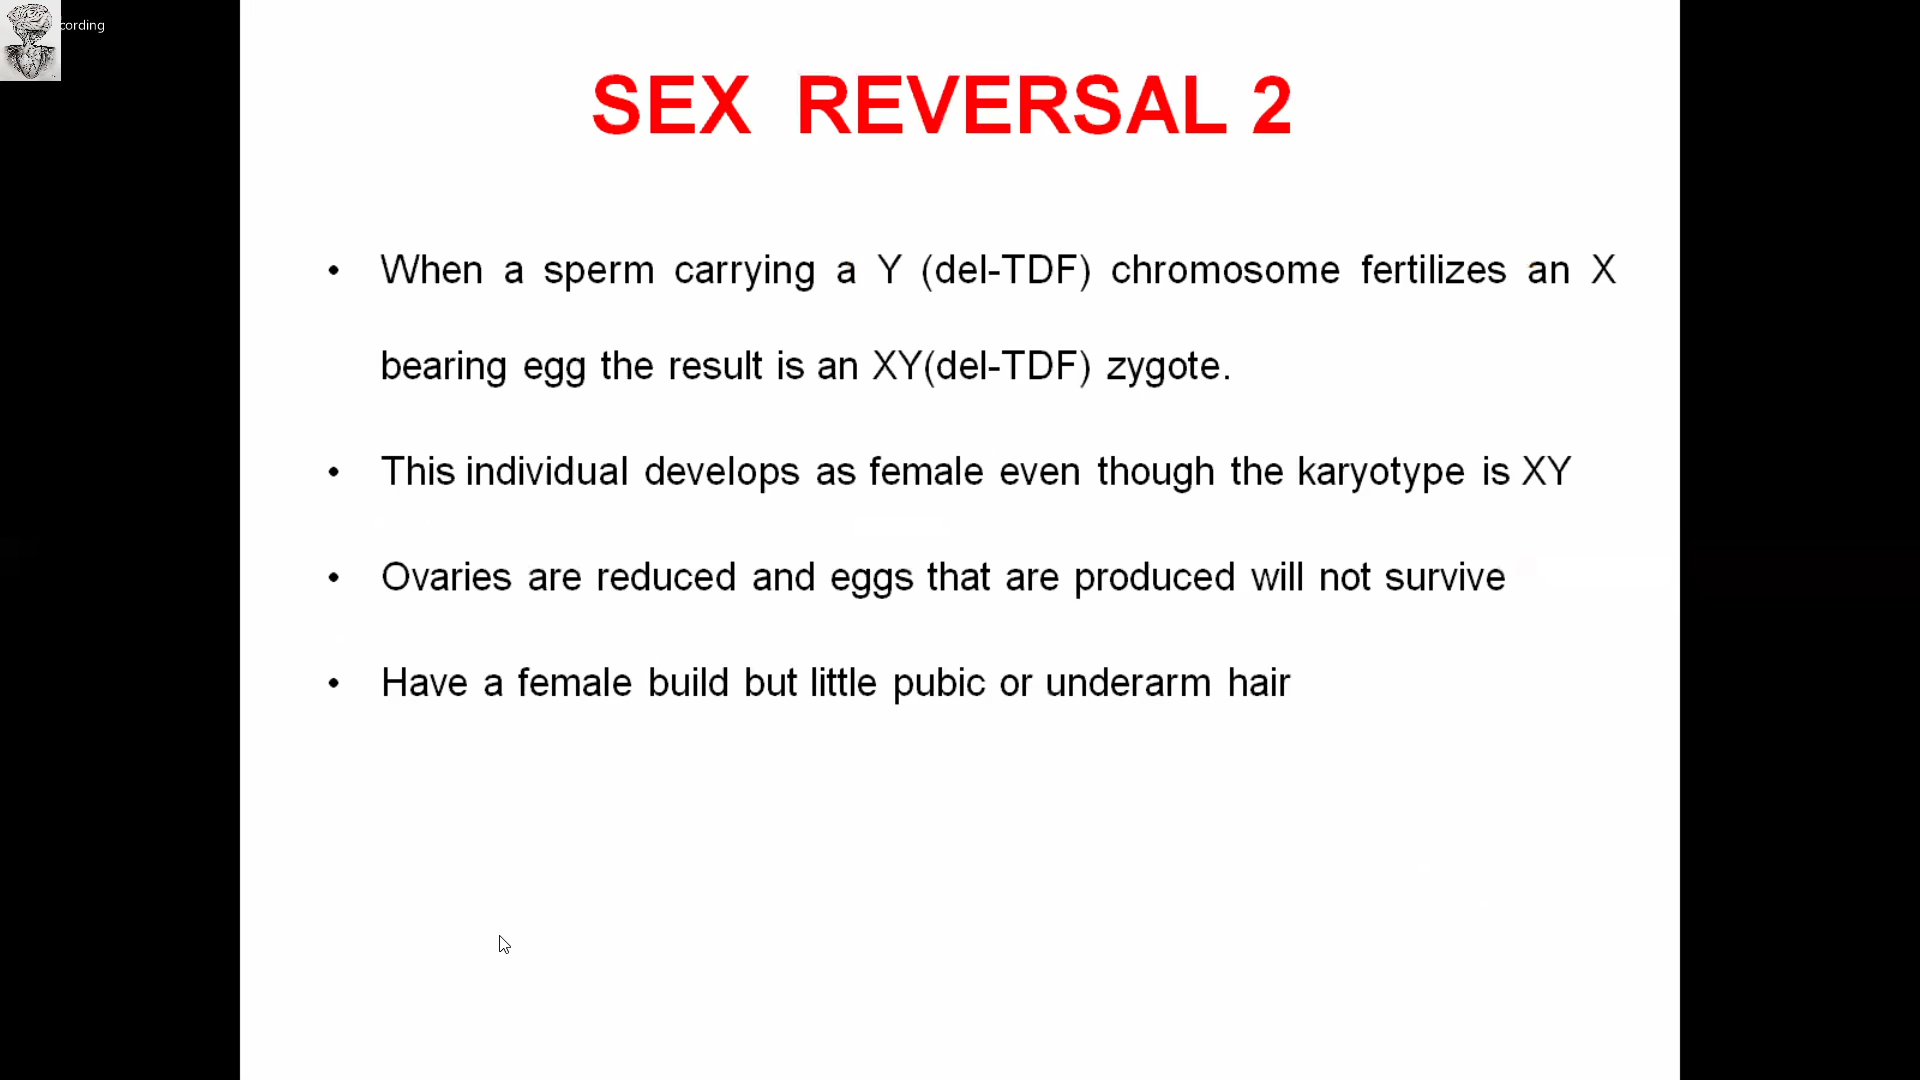 cording
SEX REVERSAL 2
• When a sperm carrying a Y (del-TDF) chromosome fertilizes an X
bearing egg the result is an XY(del-TDF) zygote.
• This individual develops as female even though the karyotype is XY
• Ovaries are reduced and eggs that are produced will not survive
• Have a female build but little pubic or underarm hair